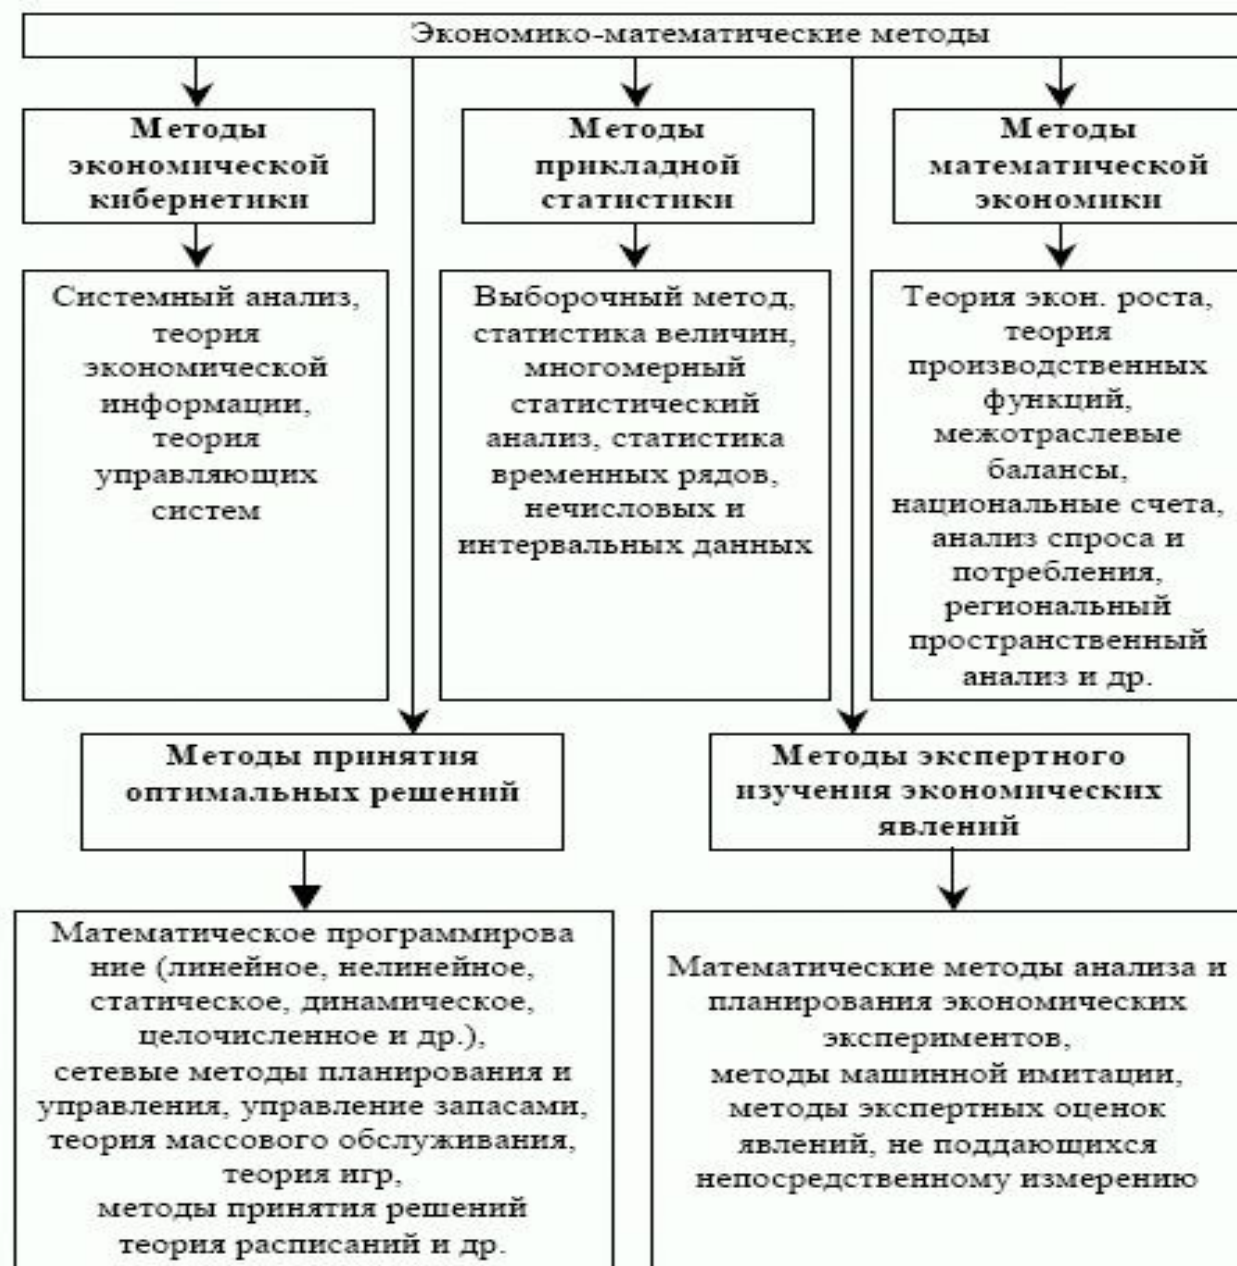 Экономико-математические методы
Методы
экономической
кибернетики
Методы
прикладной
статистики
Методы
математической
экономики
Системный анализ,
теория
экономической
информации,
теория
управляющих
систем
Выборочный метод,
статистика величин,
многомерный
статистический
анализ, статистика
временных рядов,
нечисловых и
интервальных данных
Теория экон. роста,
теория
производственных
функций,
межотраслевые
балансы,
национальные счета,
анализ спроса и
потребления,
региональный
пространственный
анализ и др.
Методы принятия
оптимальных решений
Методы экспертного
изучения экономических
явлений
Математическое программирова
ние (линейное, нелинейное,
статическое, динамическое,
целочисленное и др.),
сетевые методы планирования и
управления, управление запасами,
теория массового обслуживания,
теория игр,
методы принятия решений
теория расписаний и др.
Математические методы анализа и
планирования экономических
экспериментов,
методы машинной имитации,
методы экспертных оценок
явлений, не поддающихся
непосредственному измерению